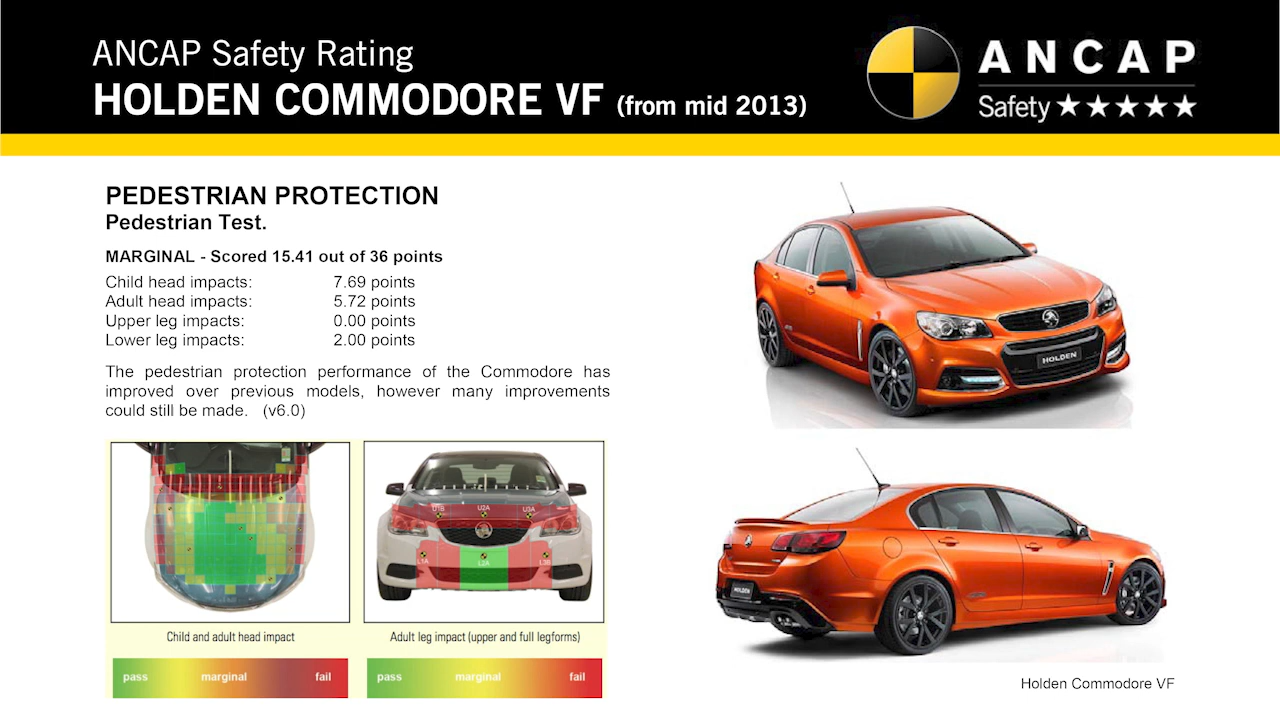 ANCAP Safety Rating
HOLDEN COMMODORE VF (from mid 2013)
ANCAP
Safety ★★★★★
PEDESTRIAN PROTECTION
Pedestrian Test.
MARGINAL - Scored 15.41 out of 36 points
Child head impacts: 7.69 points
Adult head impacts: 5.72 points
Upper leg impacts: 0.00 points
Lower leg impacts: 2.00 points
The pedestrian protection performance of the Commodore has
improved over previous models, however many improvements
could still be made. (v6.0)
U1B U2A U3A
L1A L2A L3B
Child and adult head impact
Adult leg impact (upper and full legforms)
pass marginal fail
pass marginal fail
HOLDEN
HOLDEN
Holden Commodore VF